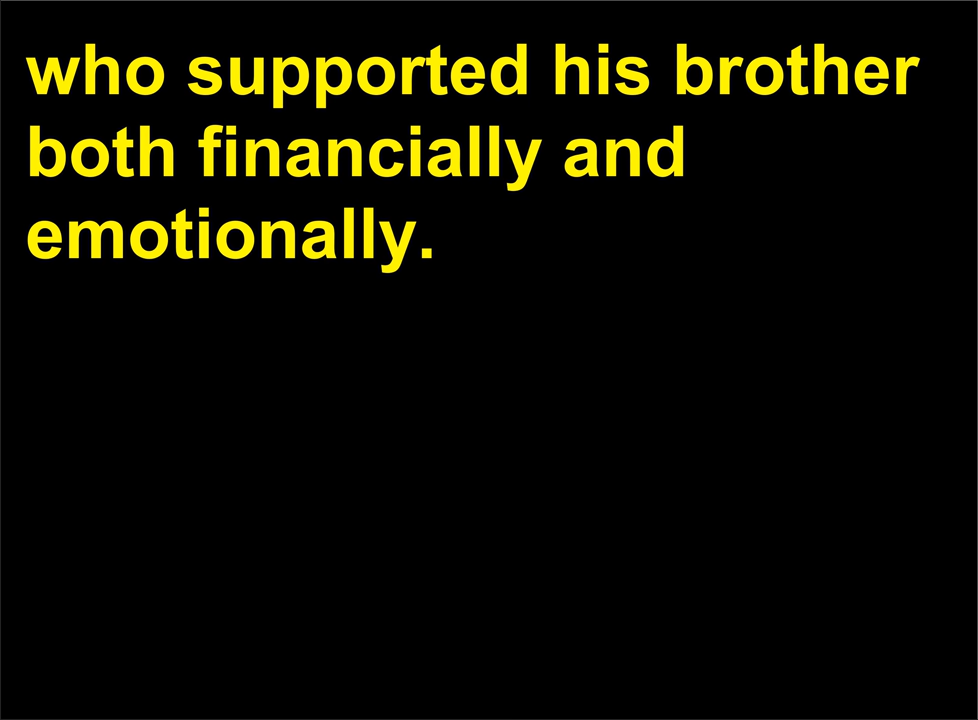 who supported his brother
both financially and
emotionally.